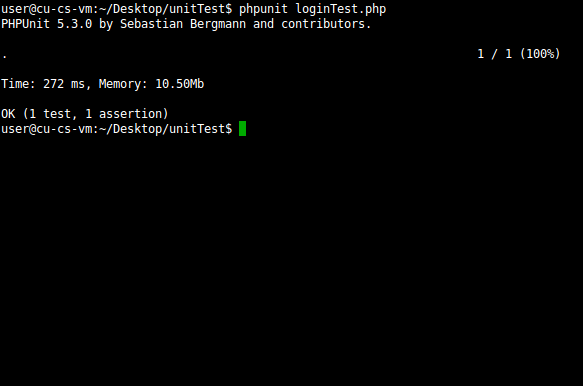 user@cu-cs-vm:~/Desktop/unitTest$ phpunit loginTest.php
PHPUnit 5.3.0 by Sebastian Bergmann and contributors.
. 1 / 1 (100%)
Time: 272 ms, Memory: 10.50Mb
OK (1 test, 1 assertion)
user@cu-cs-vm:~/Desktop/unitTest$